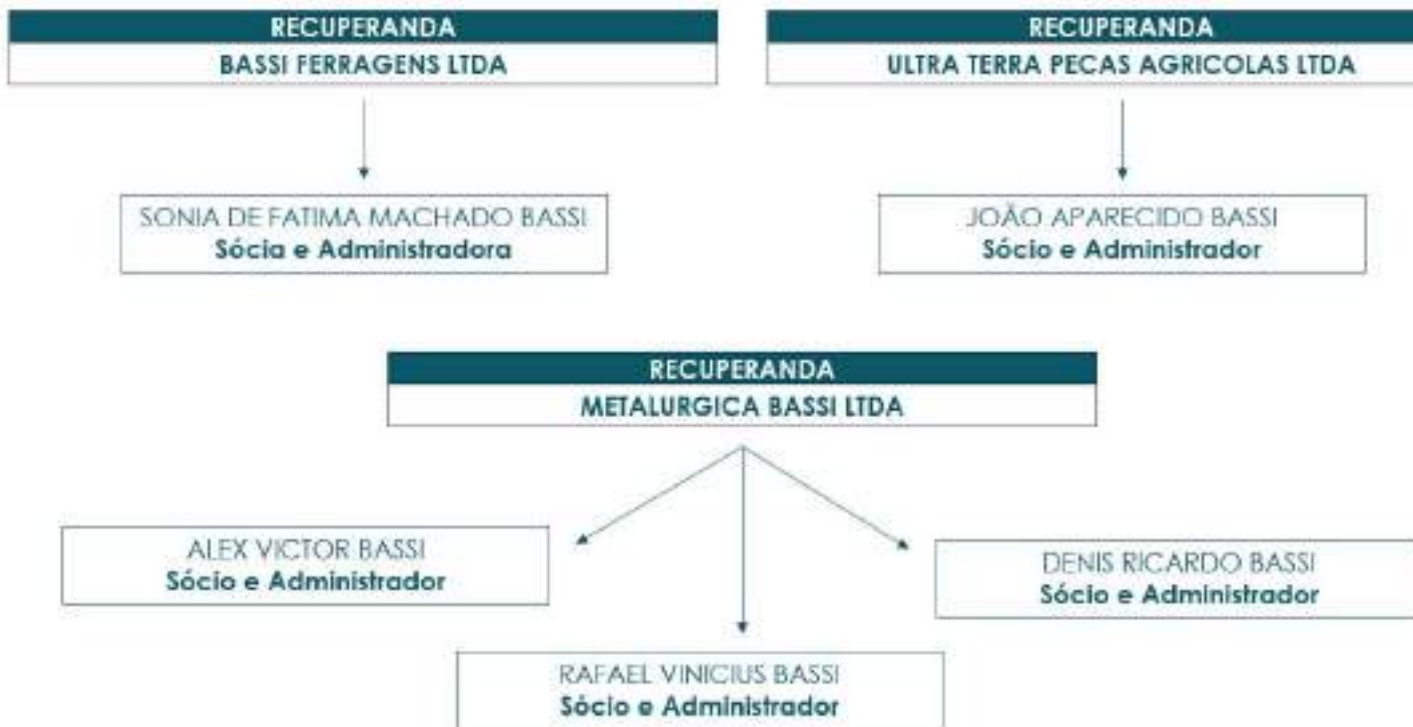 RECUPERANDA
BASSI FERRAGENS LTDA
RECUPERANDA
ULTRA TERRA PECAS AGRICOLAS LTDA
SONIA DE FATIMA MACHADO BASSI
Sócia e Administradora
JOÃO APARECIDO BASSI
Sócio e Administrador
RECUPERANDA
METALURGICA BASSI LTDA
ALEX VICTOR BASSI
Sócio e Administrador
DENIS RICARDO BASSI
Sócio e Administrador
RAFAEL VINICIUS BASSI
Sócio e Administrador